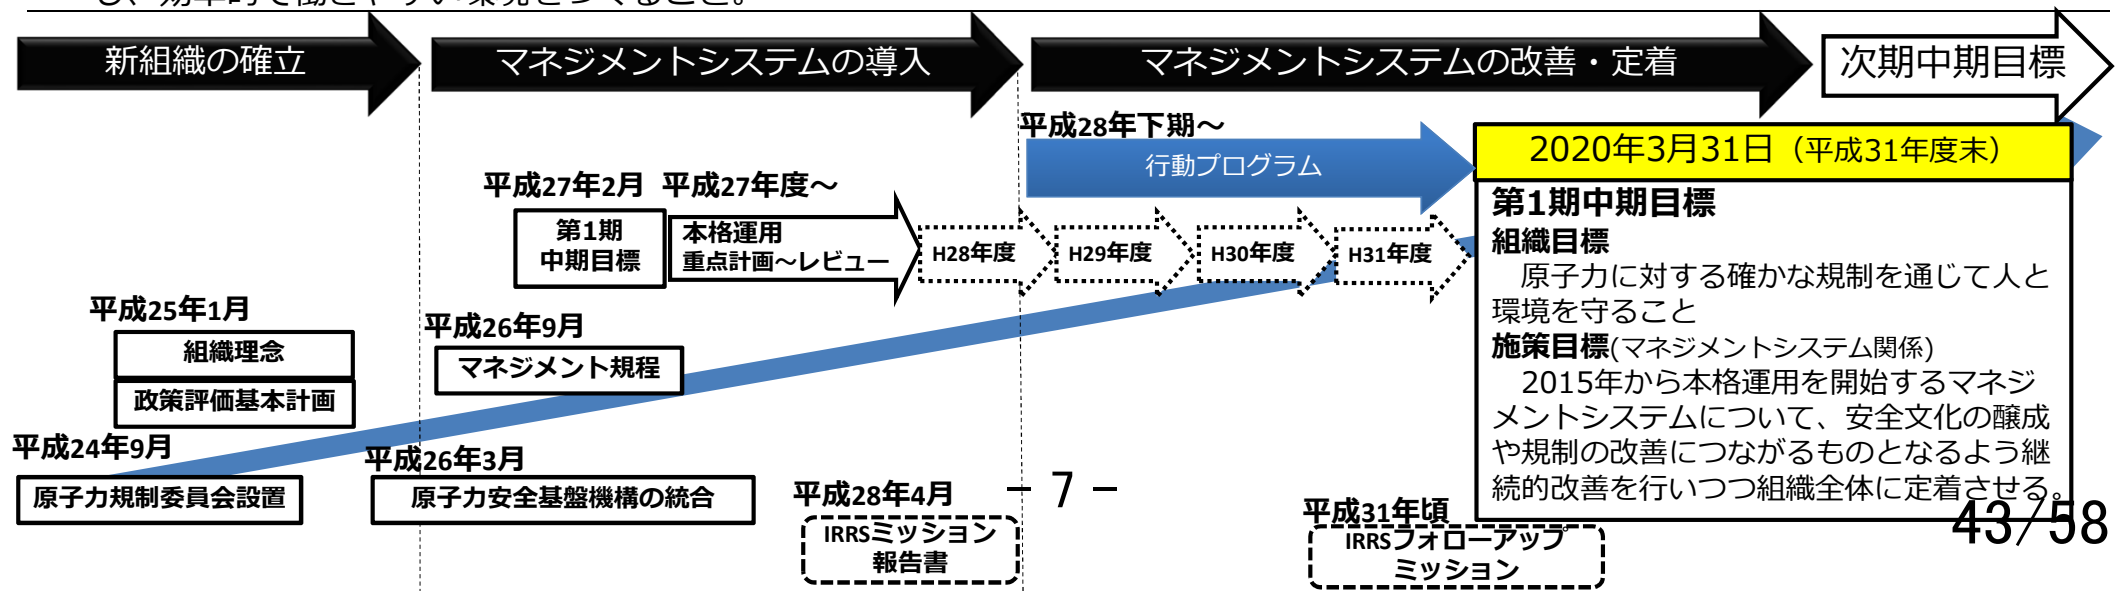 し、効率的で働きやすい環境をつくること。
新組織の確立
マネジメントシステムの導入
マネジメントシステムの改善・定着
次期中期目標
平成28年下期～
行動プログラム
2020年3月31日（平成31年度末）
平成27年2月
平成27年度～
第1期
中期目標
本格運用
重点計画～レビュー
H28年度
H29年度
H30年度
H31年度
第1期中期目標
組織目標
原子力に対する確かな規制を通じて人と
環境を守ること
施策目標(マネジメントシステム関係)
2015年から本格運用を開始するマネジ
メントシステムについて、安全文化の醸成
や規制の改善につながるものとなるよう継
続的改善を行いつつ組織全体に定着させる。
平成25年1月
組織理念
政策評価基本計画
平成26年9月
マネジメント規程
平成24年9月
原子力規制委員会設置
平成26年3月
原子力安全基盤機構の統合
平成28年4月
IRRSミッション
報告書
－ 7 －
平成31年頃
IRRSフォローアップ
ミッション
43/58